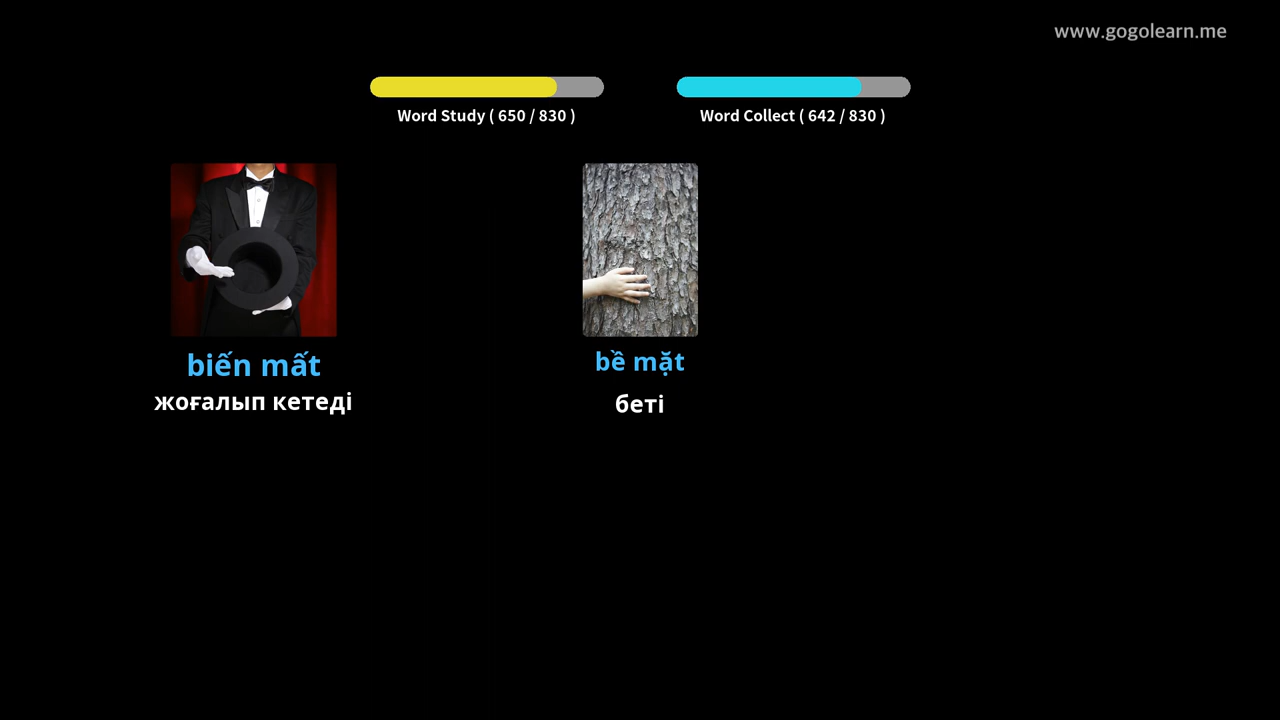 www.gogolearn.me
Word Study ( 650 / 830 )
Word Collect ( 642 / 830 )
biến mất
жоғалып кетеді
bề mặt
беті